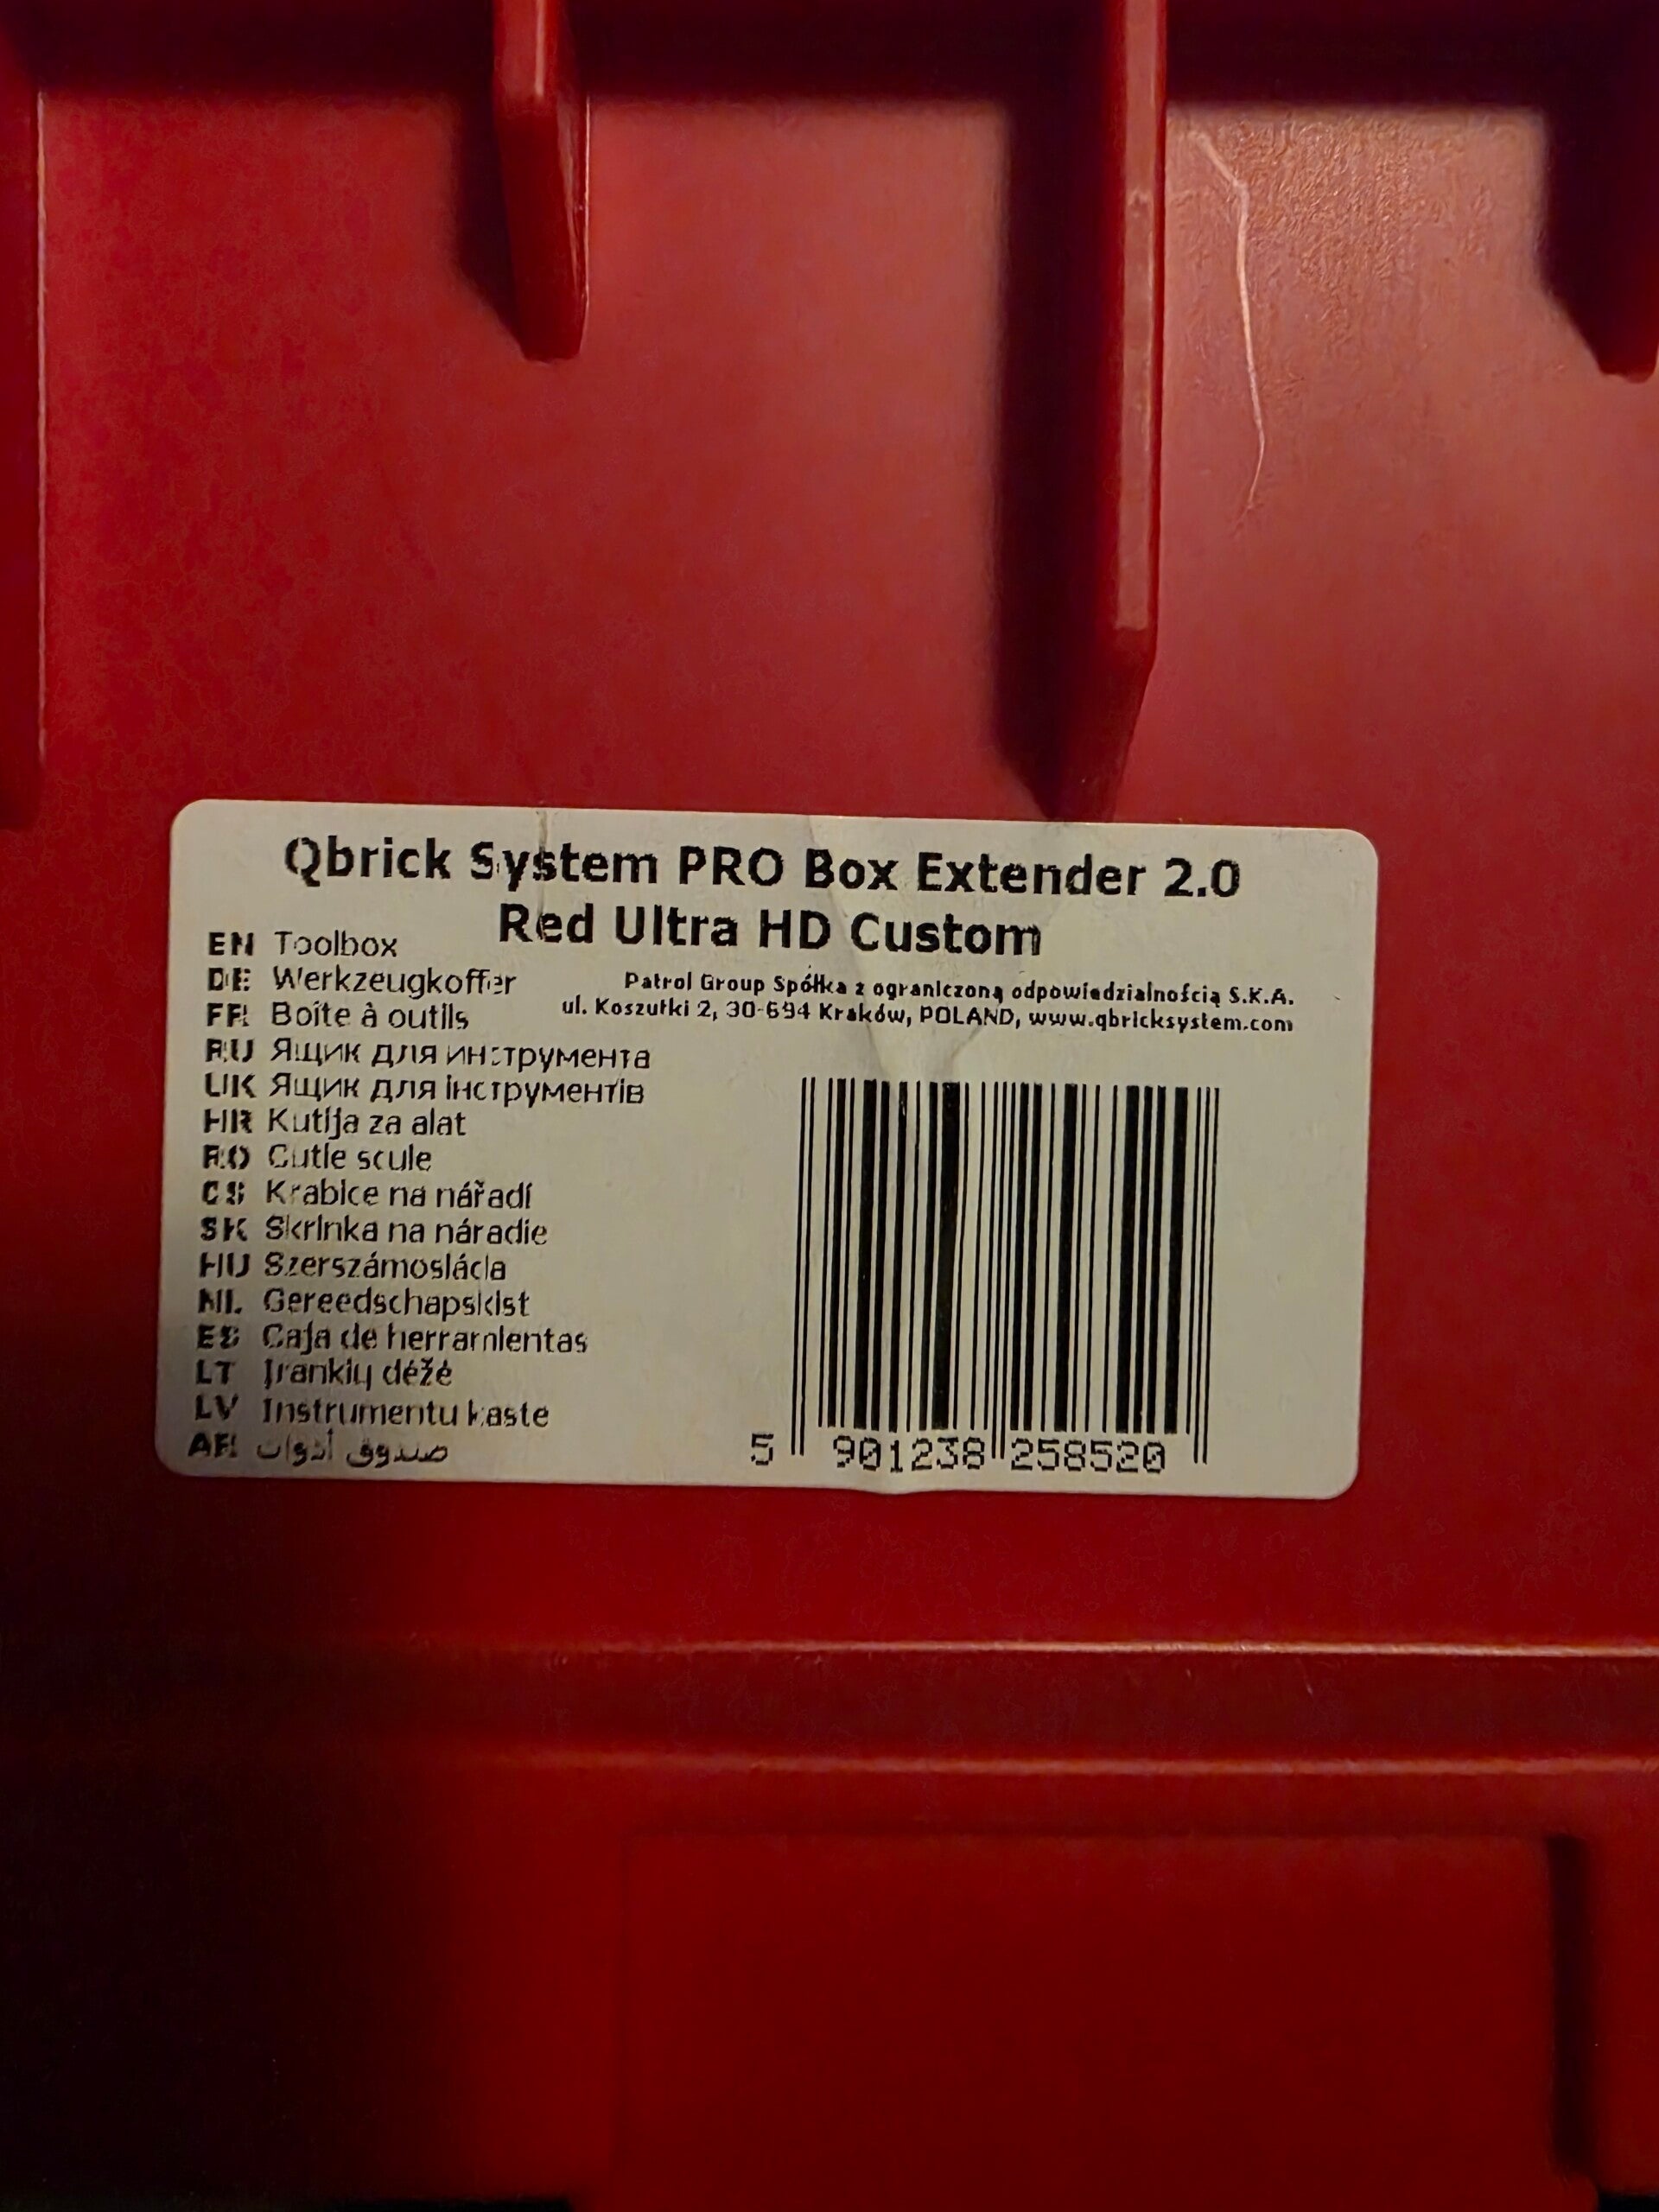 Qbrick System PRO Box Extender 2.0
Red Ultra HD Custom
EN Toolbox
DE Werkzeugkoffer
FR Boîte à outils
RU Ящик для инструмента
UK Ящик для інструментів
HR Kutija za alat
RO Cutie scule
CS Krabice na nářadí
SK Skrinka na náradie
HU Szerszámosláda
NL Gereedschapskist
ES Caja de herramientas
LT Įrankių dėžė
LV Instrumentu kaste
AR صندوق أدوات
Patrol Group Spółka z ograniczoną odpowiedzialnością S.K.A.
ul. Koszutki 2, 30-694 Kraków, POLAND, www.qbricksystem.com
5 901238 258520